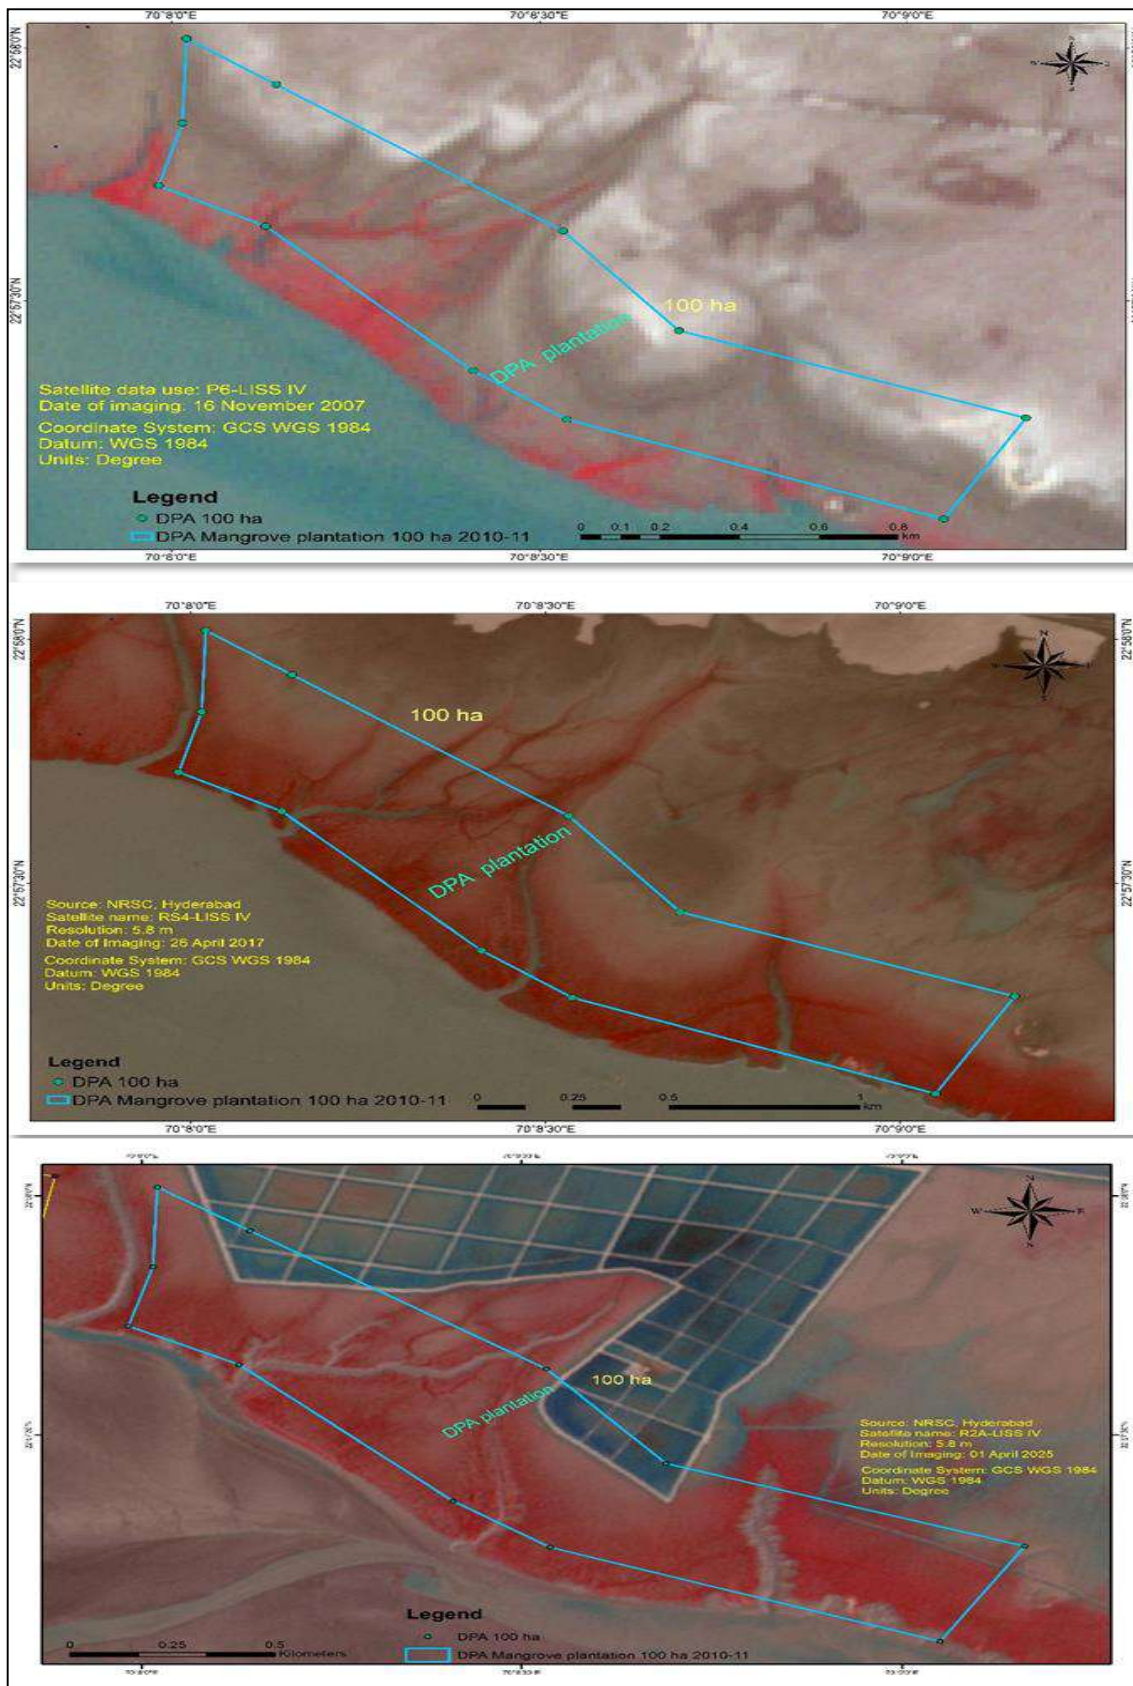 70°8'0"E 70°8'30"E 70°9'0"E
22°58'0"N
22°57'30"N
100 ha
DPA plantation
Satellite data use: P6-LISS IV
Date of imaging: 16 November 2007
Coordinate System: GCS WGS 1984
Datum: WGS 1984
Units: Degree
Legend
DPA 100 ha
DPA Mangrove plantation 100 ha 2010-11
0 0.1 0.2 0.4 0.6 0.8
km
70°8'0"E 70°8'30"E 70°9'0"E
70°8'0"E 70°8'30"E 70°9'0"E
22°58'0"N 22°58'0"N
N
S
100 ha
DPA plantation
22°57'30"N 22°57'30"N
Source: NRSC, Hyderabad
Satellite name: RS4-LISS IV
Resolution: 5.8 m
Date of Imaging: 26 April 2017
Coordinate System: GCS WGS 1984
Datum: WGS 1984
Units: Degree
Legend
DPA 100 ha
DPA Mangrove plantation 100 ha 2010-11
0 0.25 0.5 1
km
70°8'0"E 70°8'30"E 70°9'0"E
N
W E
S
100 ha
DPA plantation
Source: NRSC, Hyderabad
Satellite name: R2A-LISS IV
Resolution: 5.8 m
Date of Imaging: 01 April 2025
Coordinate System: GCS WGS 1984
Datum: WGS 1984
Units: Degree
Legend
DPA 100 ha
DPA Mangrove plantation 100 ha 2010-11
0 0.25 0.5
Kilometers